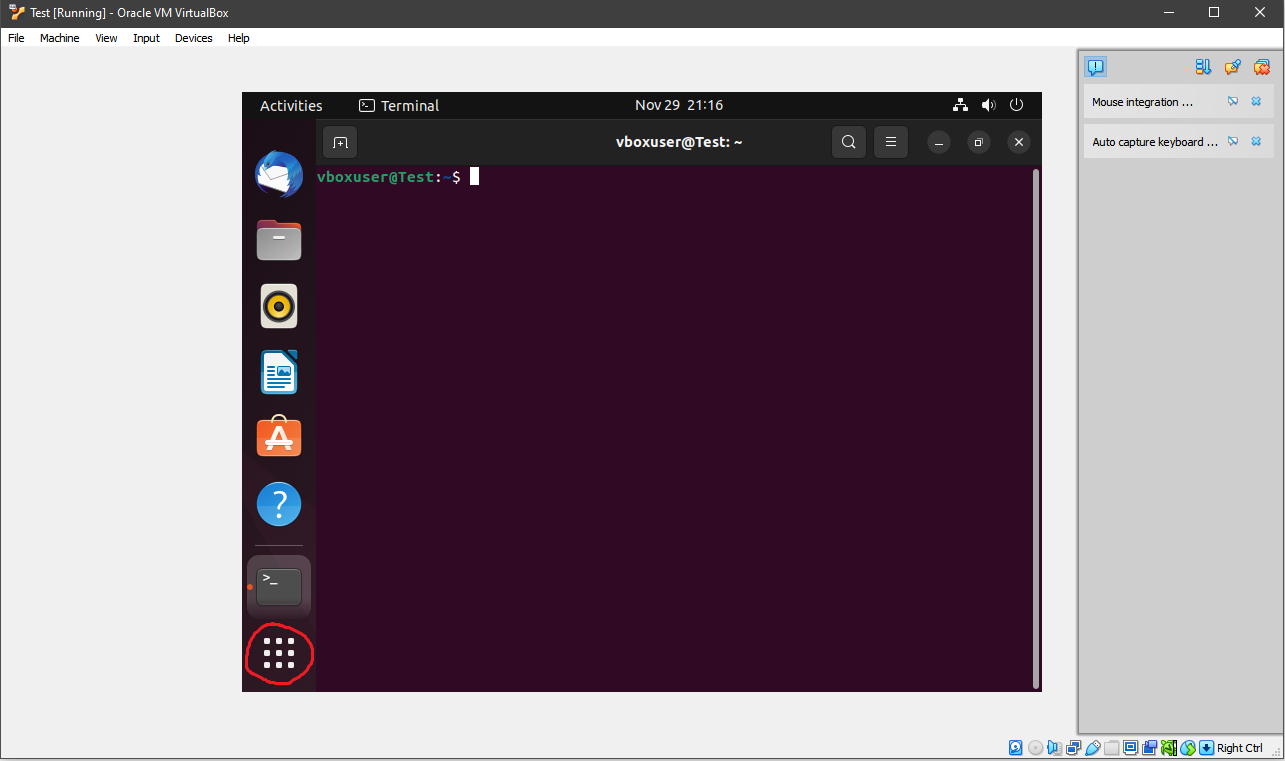 Test [Running] - Oracle VM VirtualBox
File Machine View Input Devices Help
Mouse integration ...
Auto capture keyboard ...
Activities Terminal Nov 29 21:16
vboxuser@Test: ~
vboxuser@Test:~$
>_
?
Right Ctrl